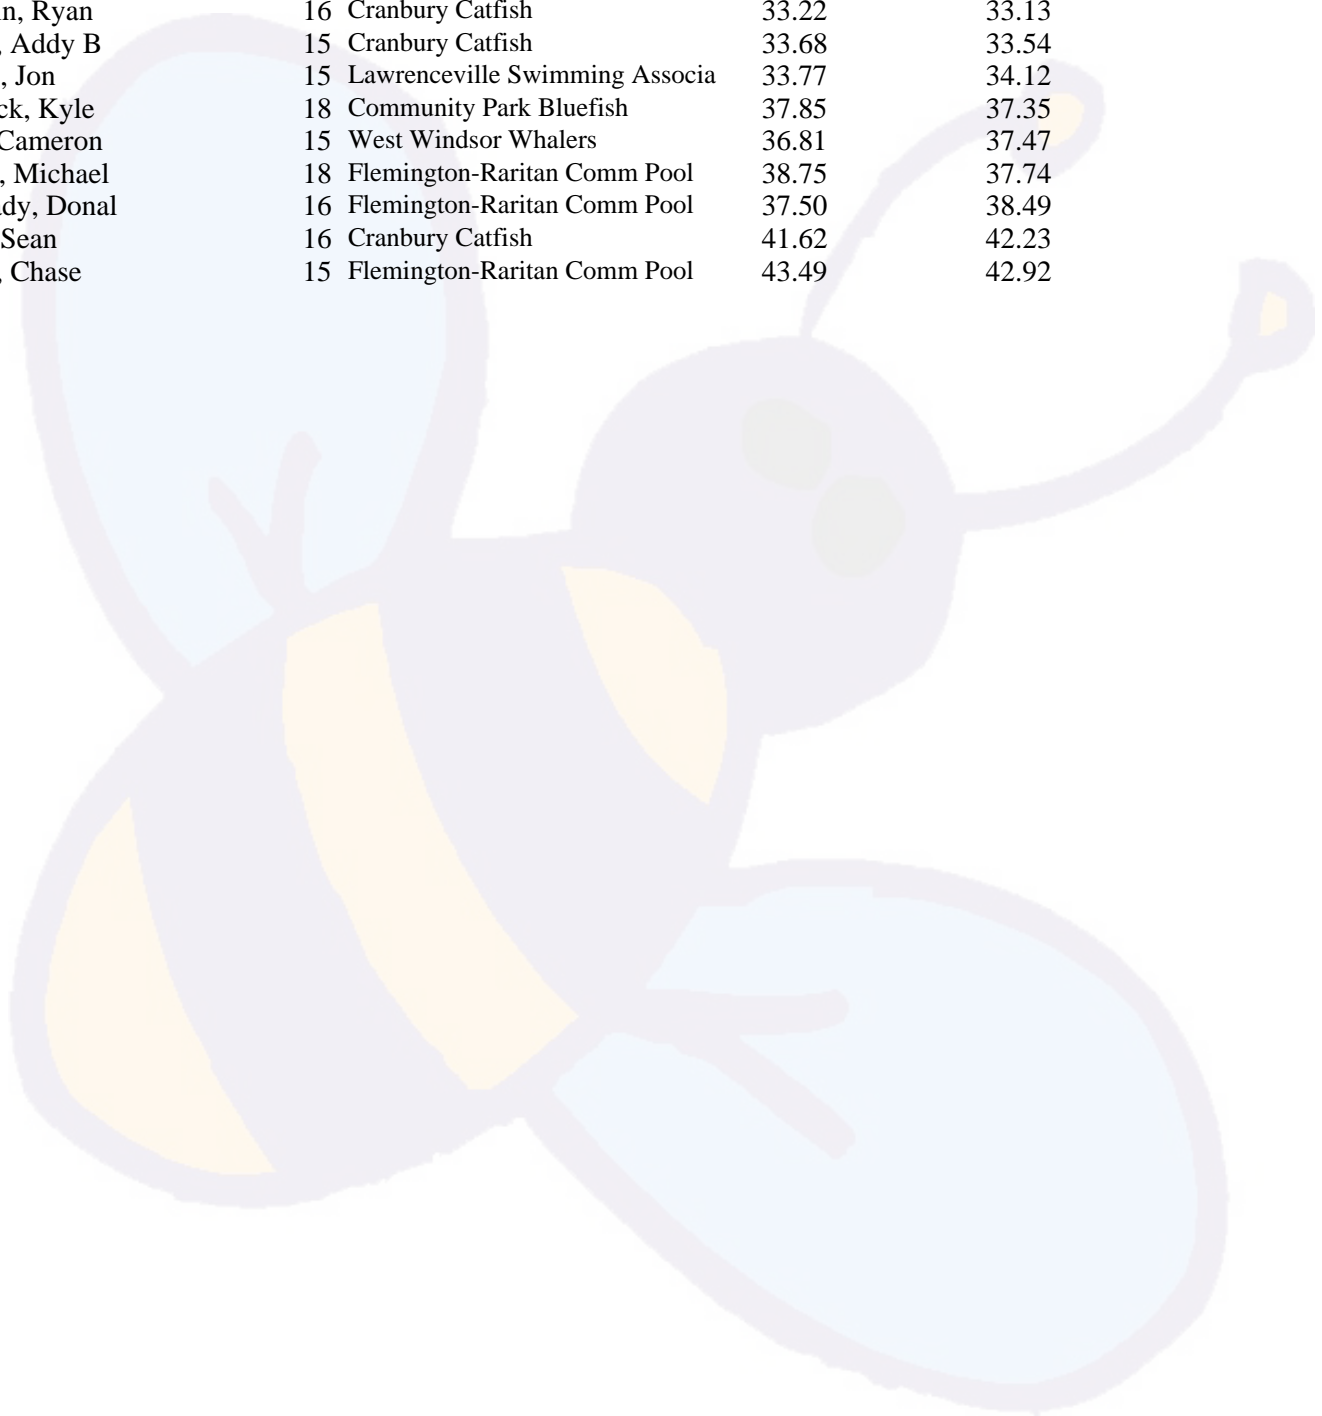 n, Ryan 16 Cranbury Catfish 33.22 33.13
, Addy B 15 Cranbury Catfish 33.68 33.54
, Jon 15 Lawrenceville Swimming Associa 33.77 34.12
ck, Kyle 18 Community Park Bluefish 37.85 37.35
Cameron 15 West Windsor Whalers 36.81 37.47
, Michael 18 Flemington-Raritan Comm Pool 38.75 37.74
dy, Donal 16 Flemington-Raritan Comm Pool 37.50 38.49
Sean 16 Cranbury Catfish 41.62 42.23
, Chase 15 Flemington-Raritan Comm Pool 43.49 42.92